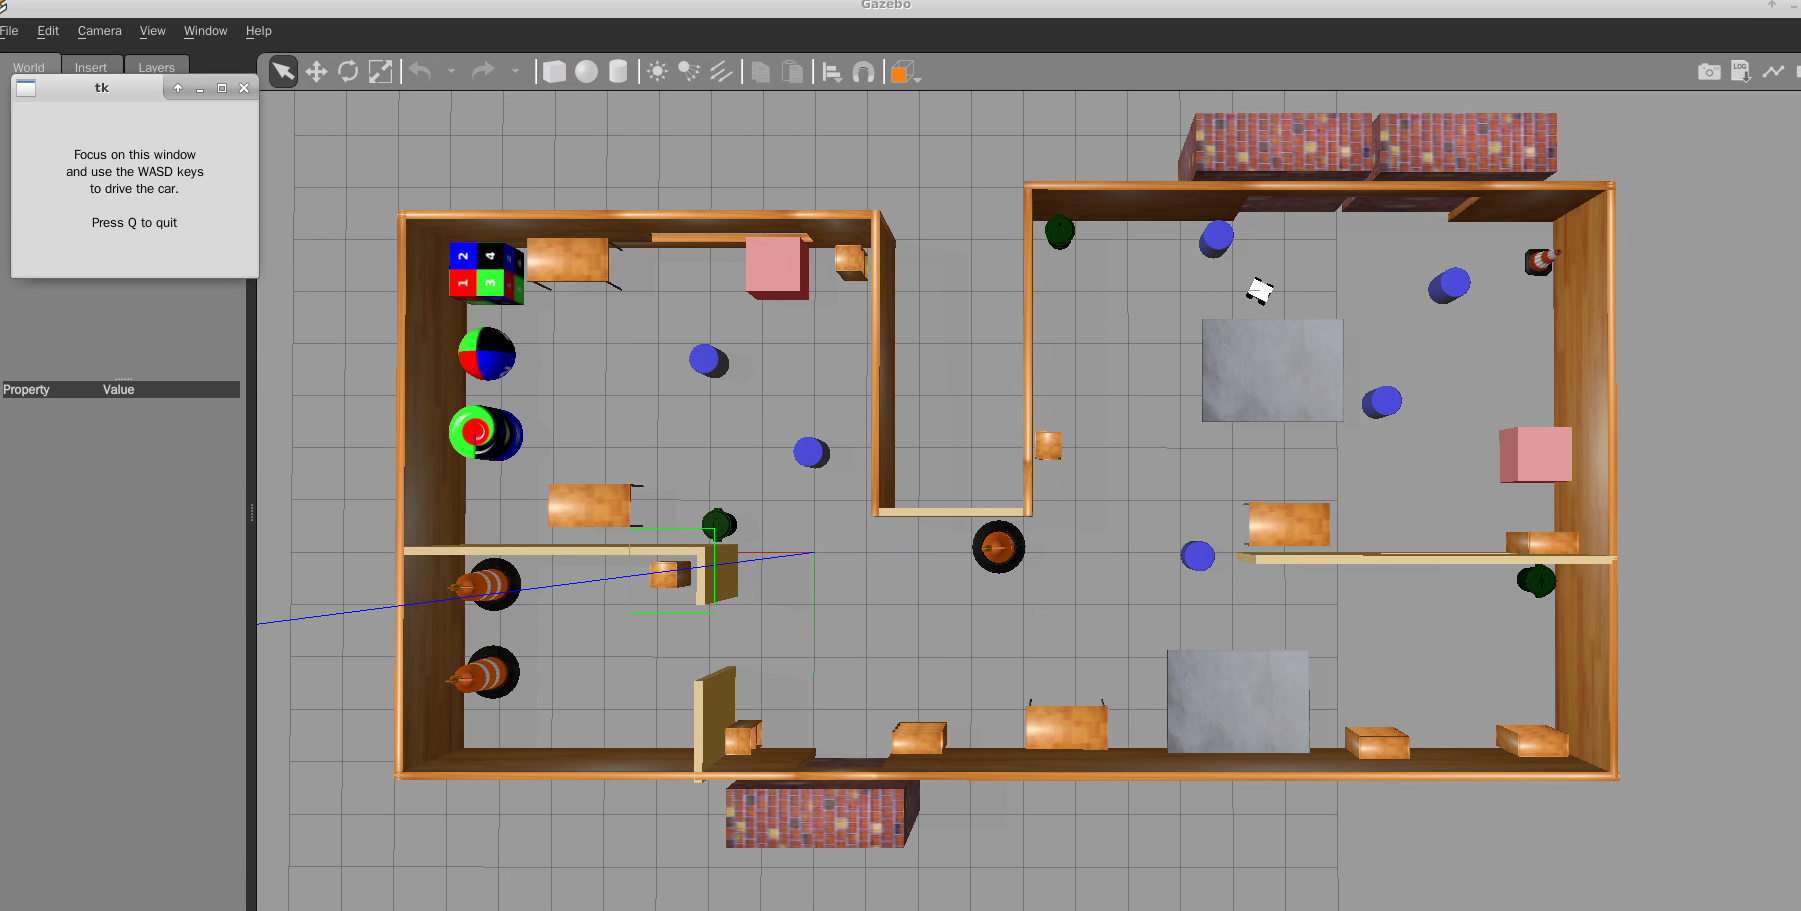 Gazebo
File Edit Camera View Window Help
World Insert Layers
tk
LOG
Focus on this window
and use the WASD keys
to drive the car.
Press Q to quit
2 4
1 3
Property Value